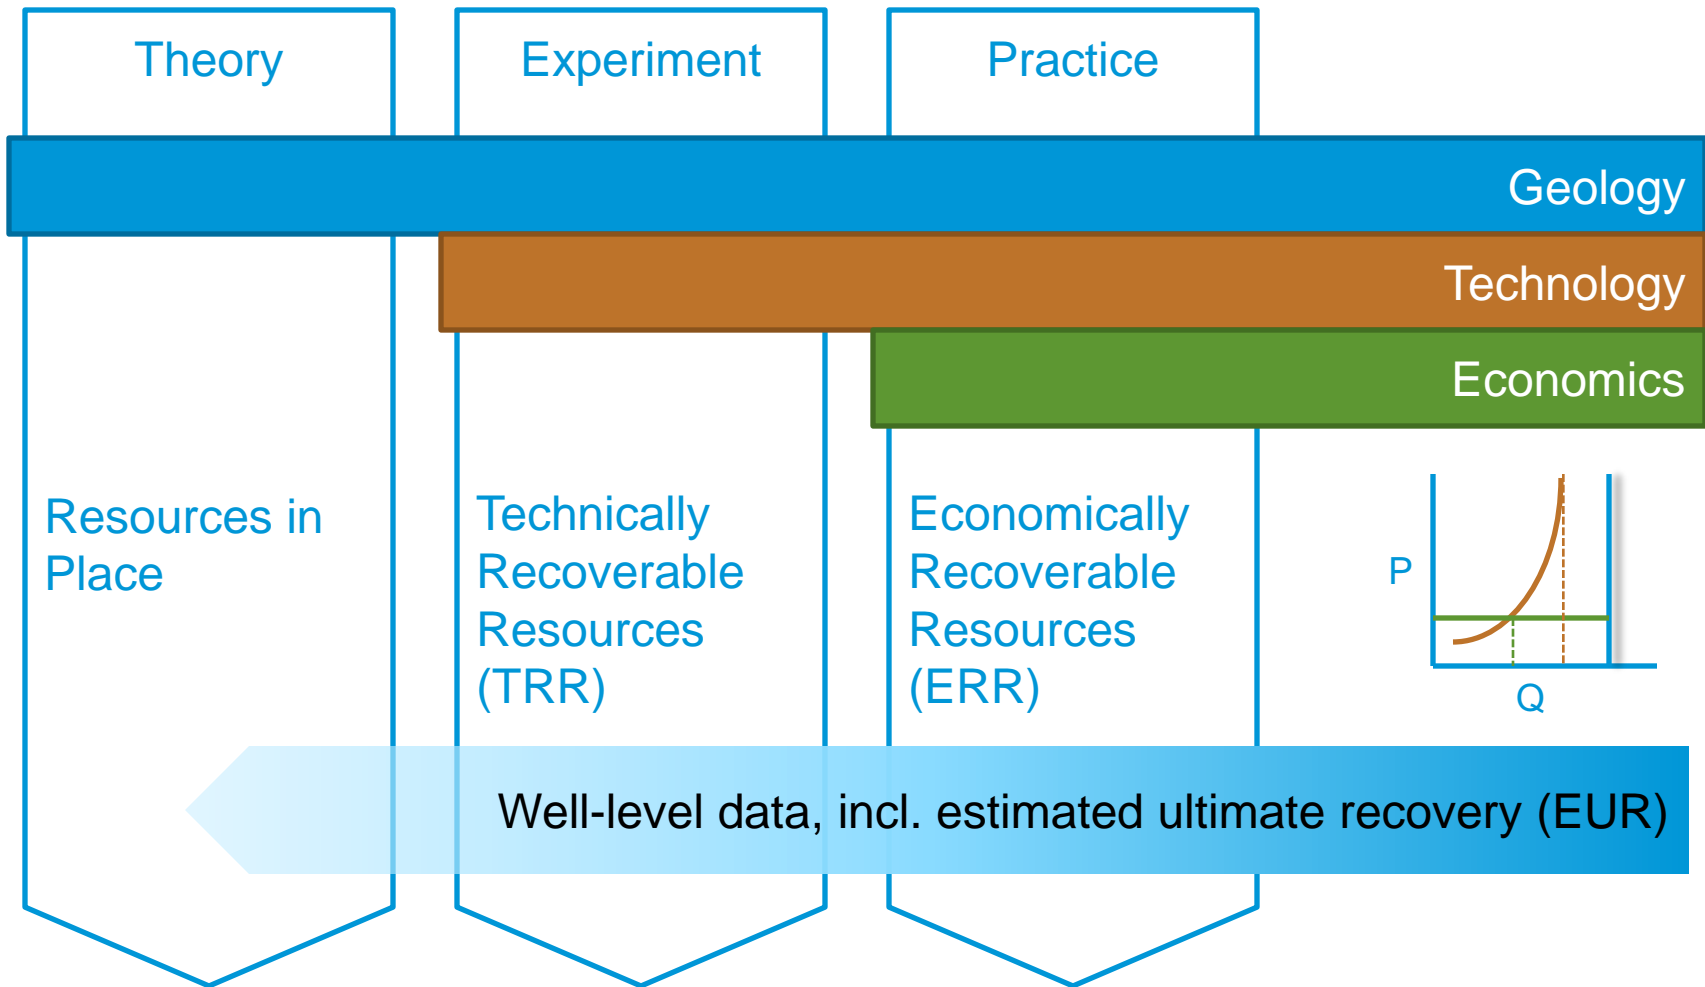 Theory
Experiment
Practice
Geology
Technology
Economics
Resources in
Place
Technically
Recoverable
Resources
(TRR)
Economically
Recoverable
Resources
(ERR)
P
Q
Well-level data, incl. estimated ultimate recovery (EUR)